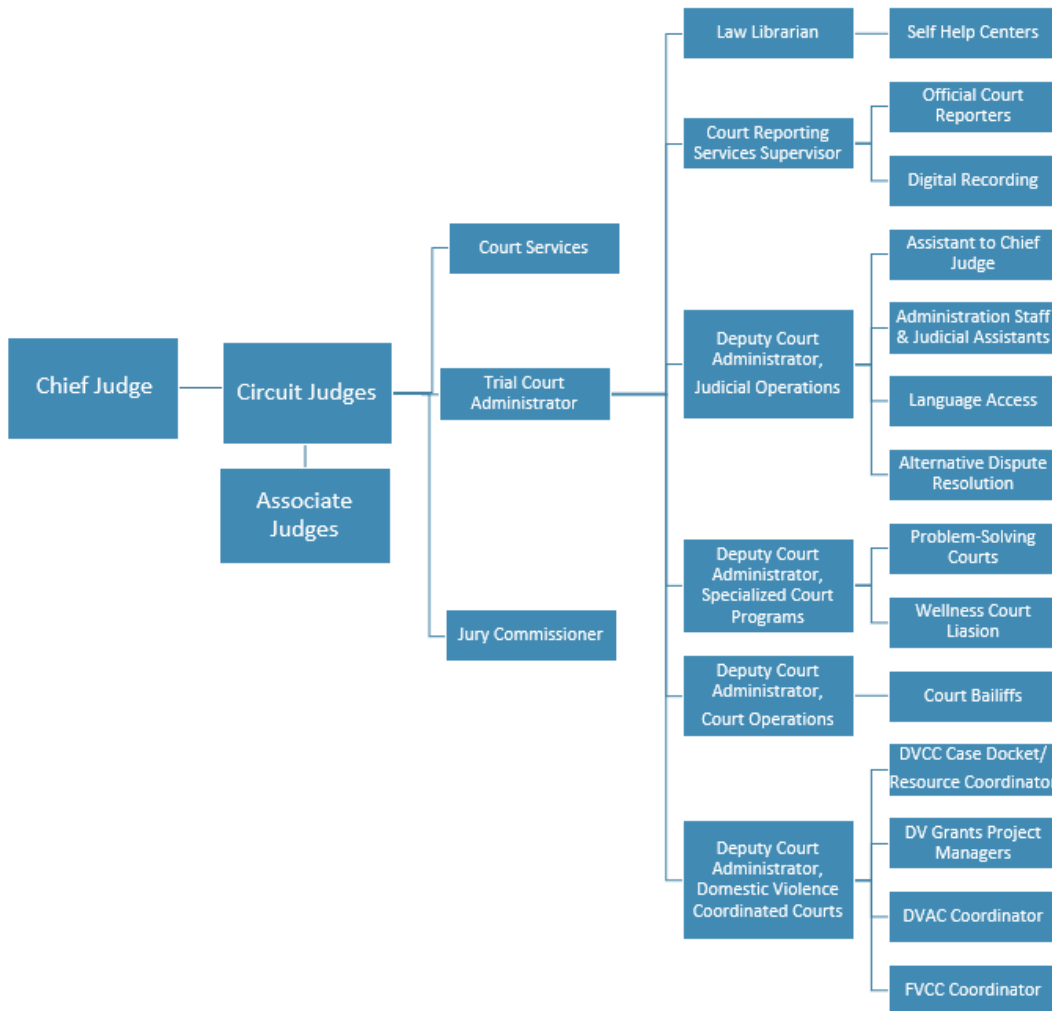 Chief Judge
Circuit Judges
Associate
Judges
Court Services
Trial Court
Administrator
Jury Commissioner
Law Librarian
Self Help Centers
Court Reporting
Services Supervisor
Official Court
Reporters
Digital Recording
Deputy Court
Administrator,
Judicial Operations
Assistant to Chief
Judge
Administration Staff
& Judicial Assistants
Language Access
Alternative Dispute
Resolution
Deputy Court
Administrator,
Specialized Court
Programs
Problem-Solving
Courts
Wellness Court
Liasion
Deputy Court
Administrator,
Court Operations
Court Bailiffs
Deputy Court
Administrator,
Domestic Violence
Coordinated Courts
DVCC Case Docket/
Resource Coordinator
DV Grants Project
Managers
DVAC Coordinator
FVCC Coordinator